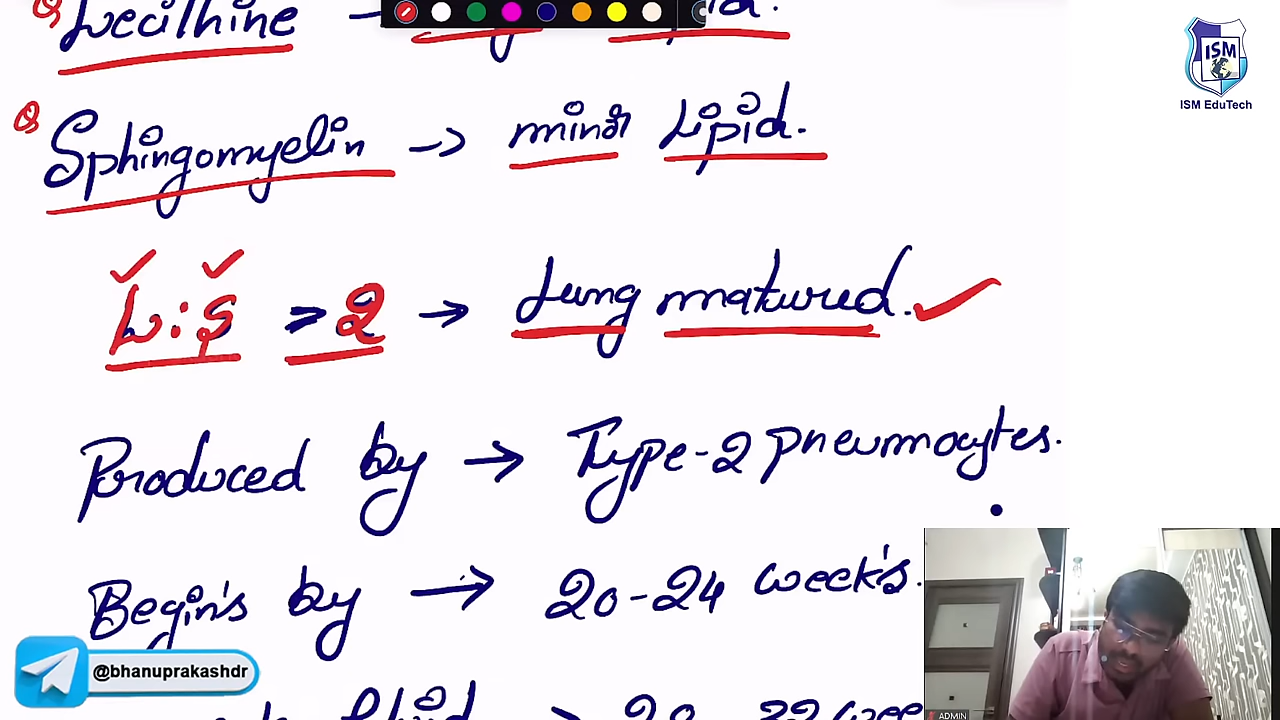 Q Lecithine →
Q Sphingomyelin → minor Lipid.
L:S > 2 → Lung matured.
Produced by → Type-2 pneumocytes.
Begin's by → 20-24 week's.
ISM
ISM EduTech
@bhanuprakashdr
ADMIN